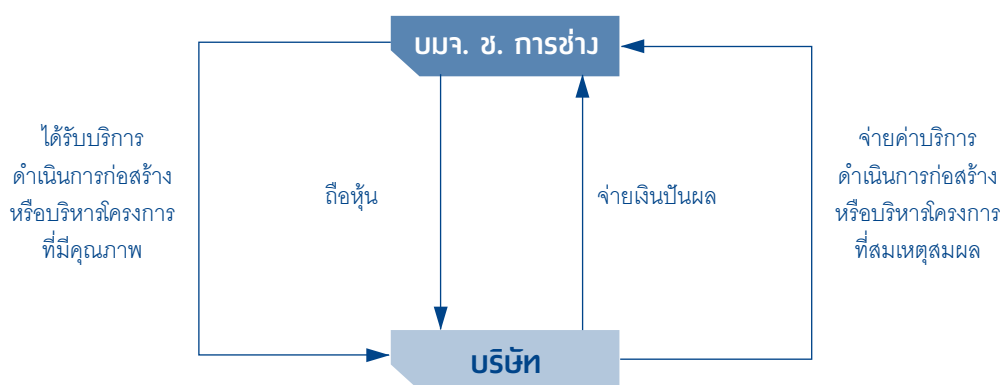 บมจ. ช. การช่าง
ได้รับบริการ
ดำเนินการก่อสร้าง
หรือบริหารโครงการ
ที่มีคุณภาพ
ถือหุ้น
จ่ายเงินปันผล
จ่ายค่าบริการ
ดำเนินการก่อสร้าง
หรือบริหารโครงการ
ที่สมเหตุสมผล
บริษัท